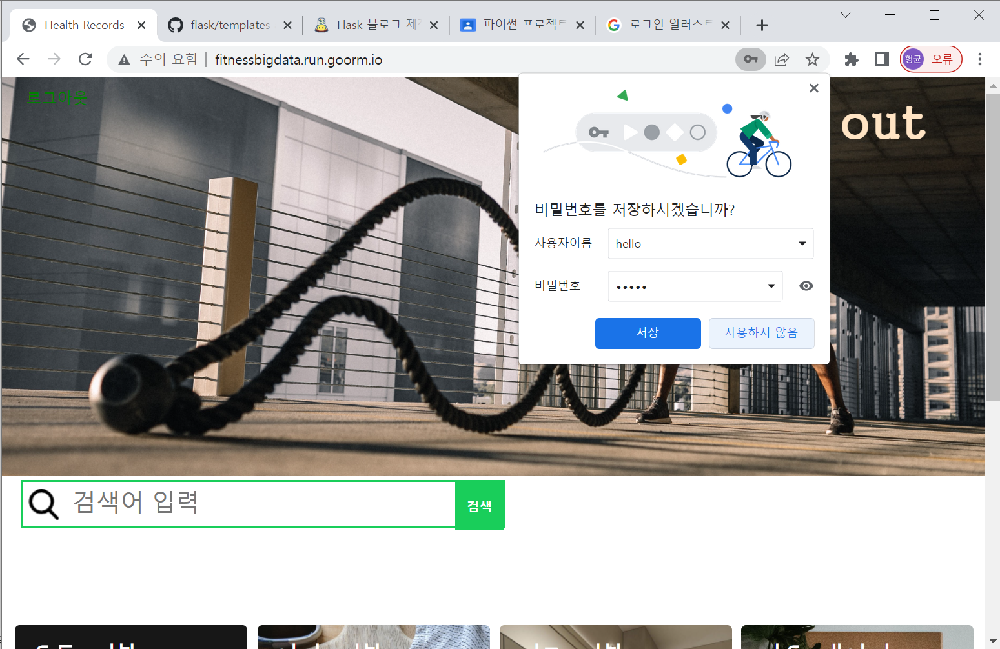 Health Records
flask/templates
Flask 블로그 제
파이썬 프로젝트
로그인 일러스트
주의 요함
fitnessbigdata.run.goorm.io
형균
오류
로그아웃
out
비밀번호를 저장하시겠습니까?
사용자이름
hello
비밀번호
•••••
저장
사용하지 않음
검색어 입력
검색